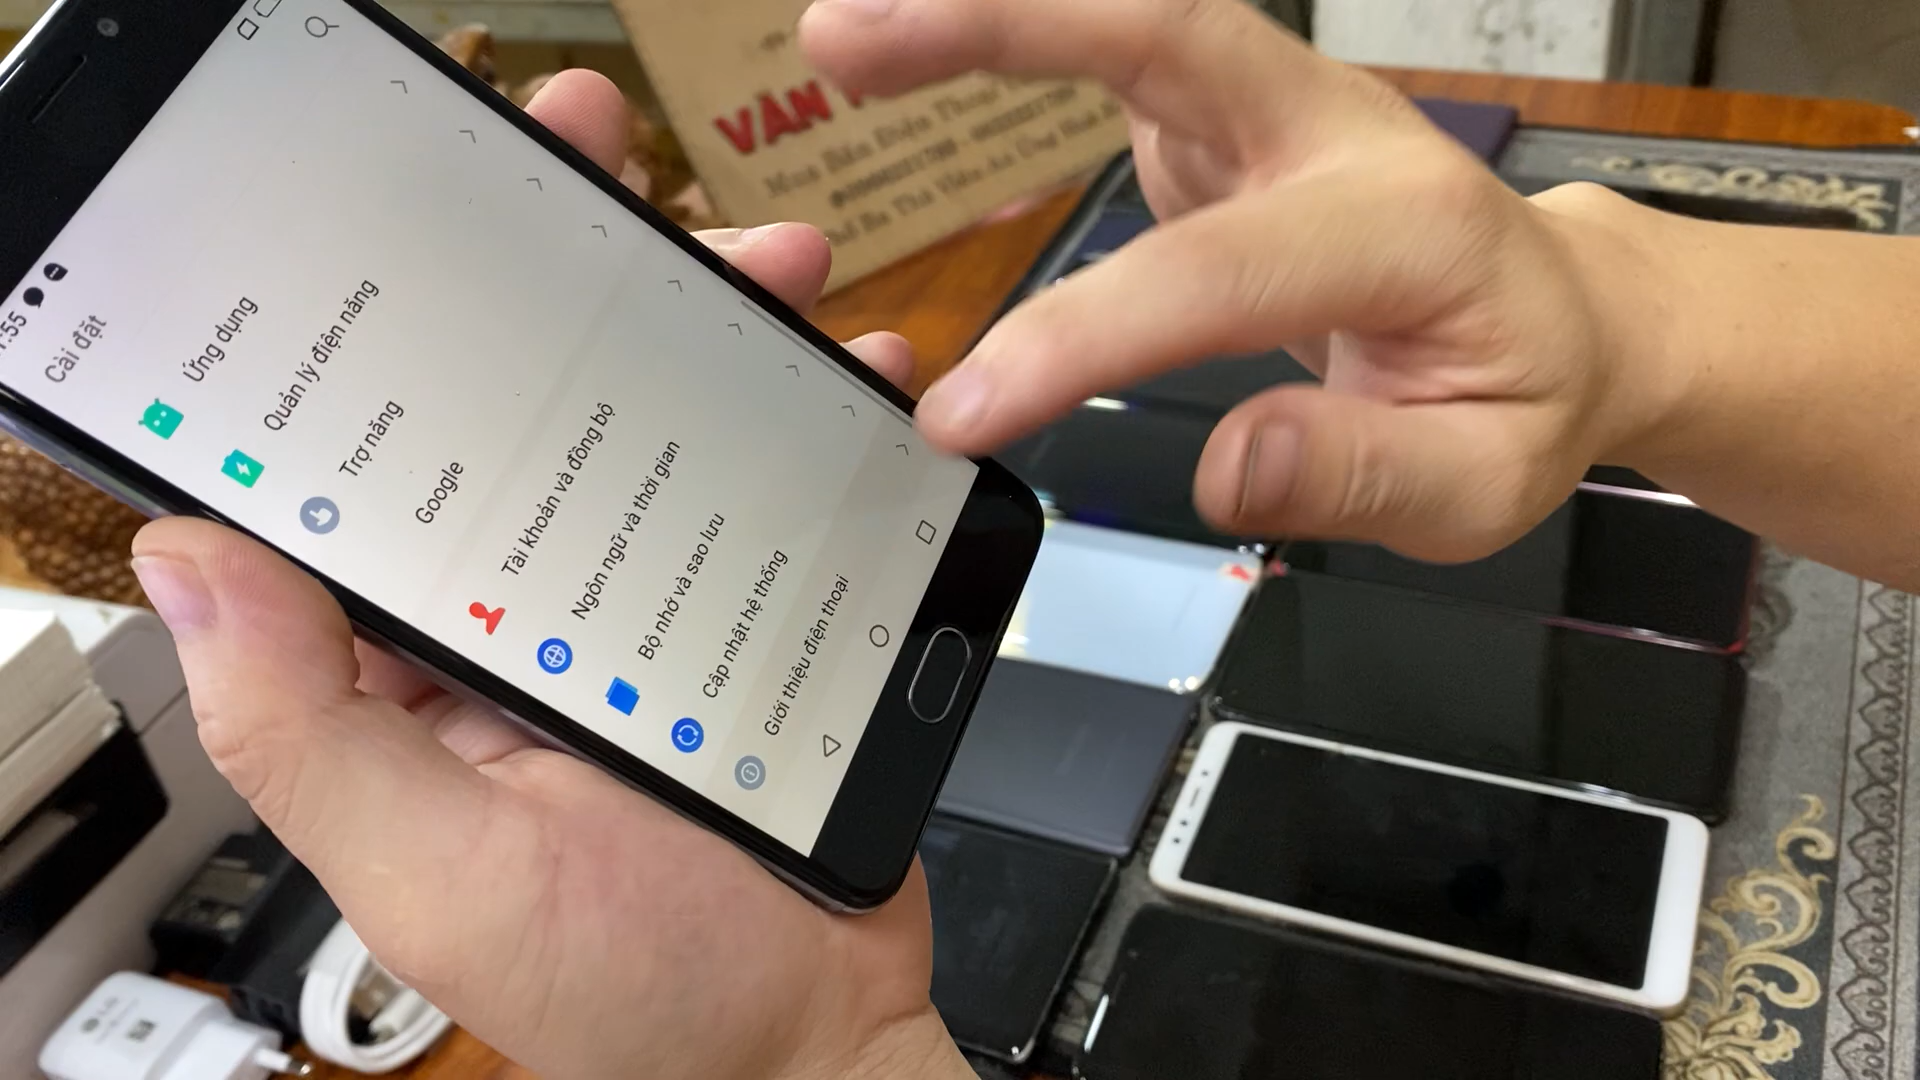 :55
Cài đặt
Ứng dụng
Quản lý điện năng
Trợ năng
Google
Tài khoản và đồng bộ
Ngôn ngữ và thời gian
Bộ nhớ và sao lưu
Cập nhật hệ thống
Giới thiệu điện thoại
VĂN
Mua Bán Điện Thoại